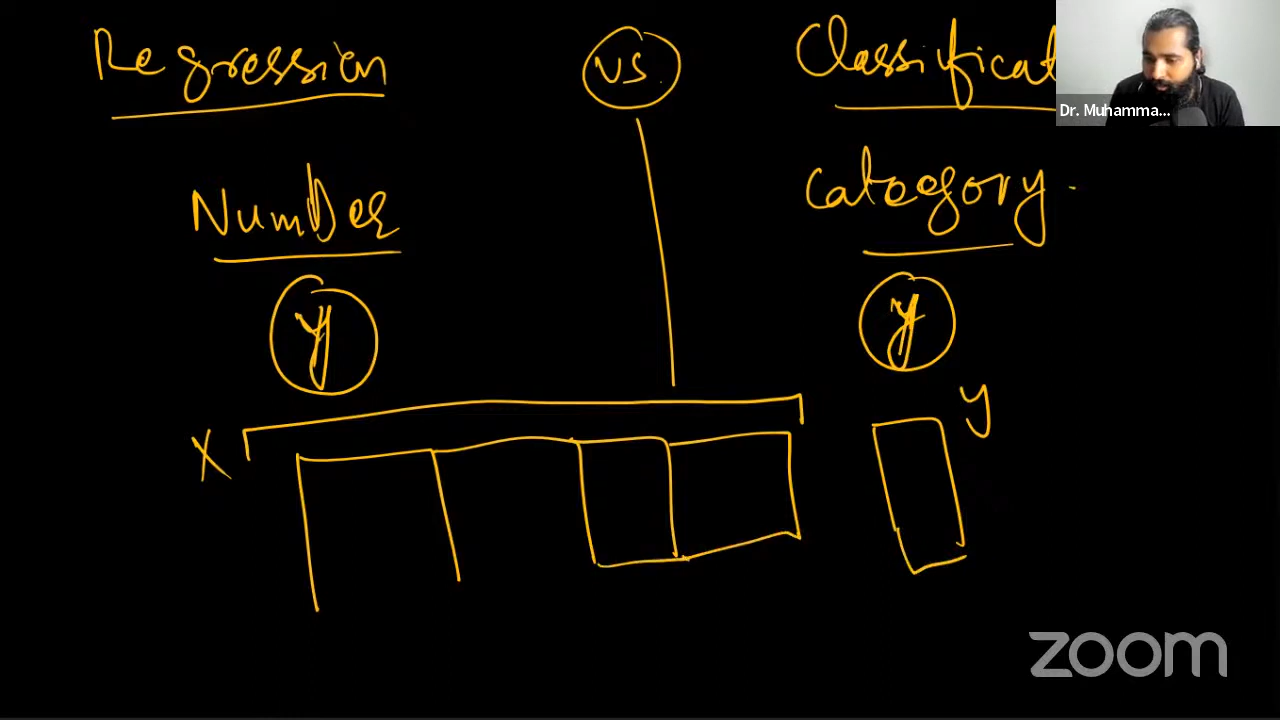 Regression vs. Classificat
Dr. Muhamma...
Number category.
y y
X y
zoom